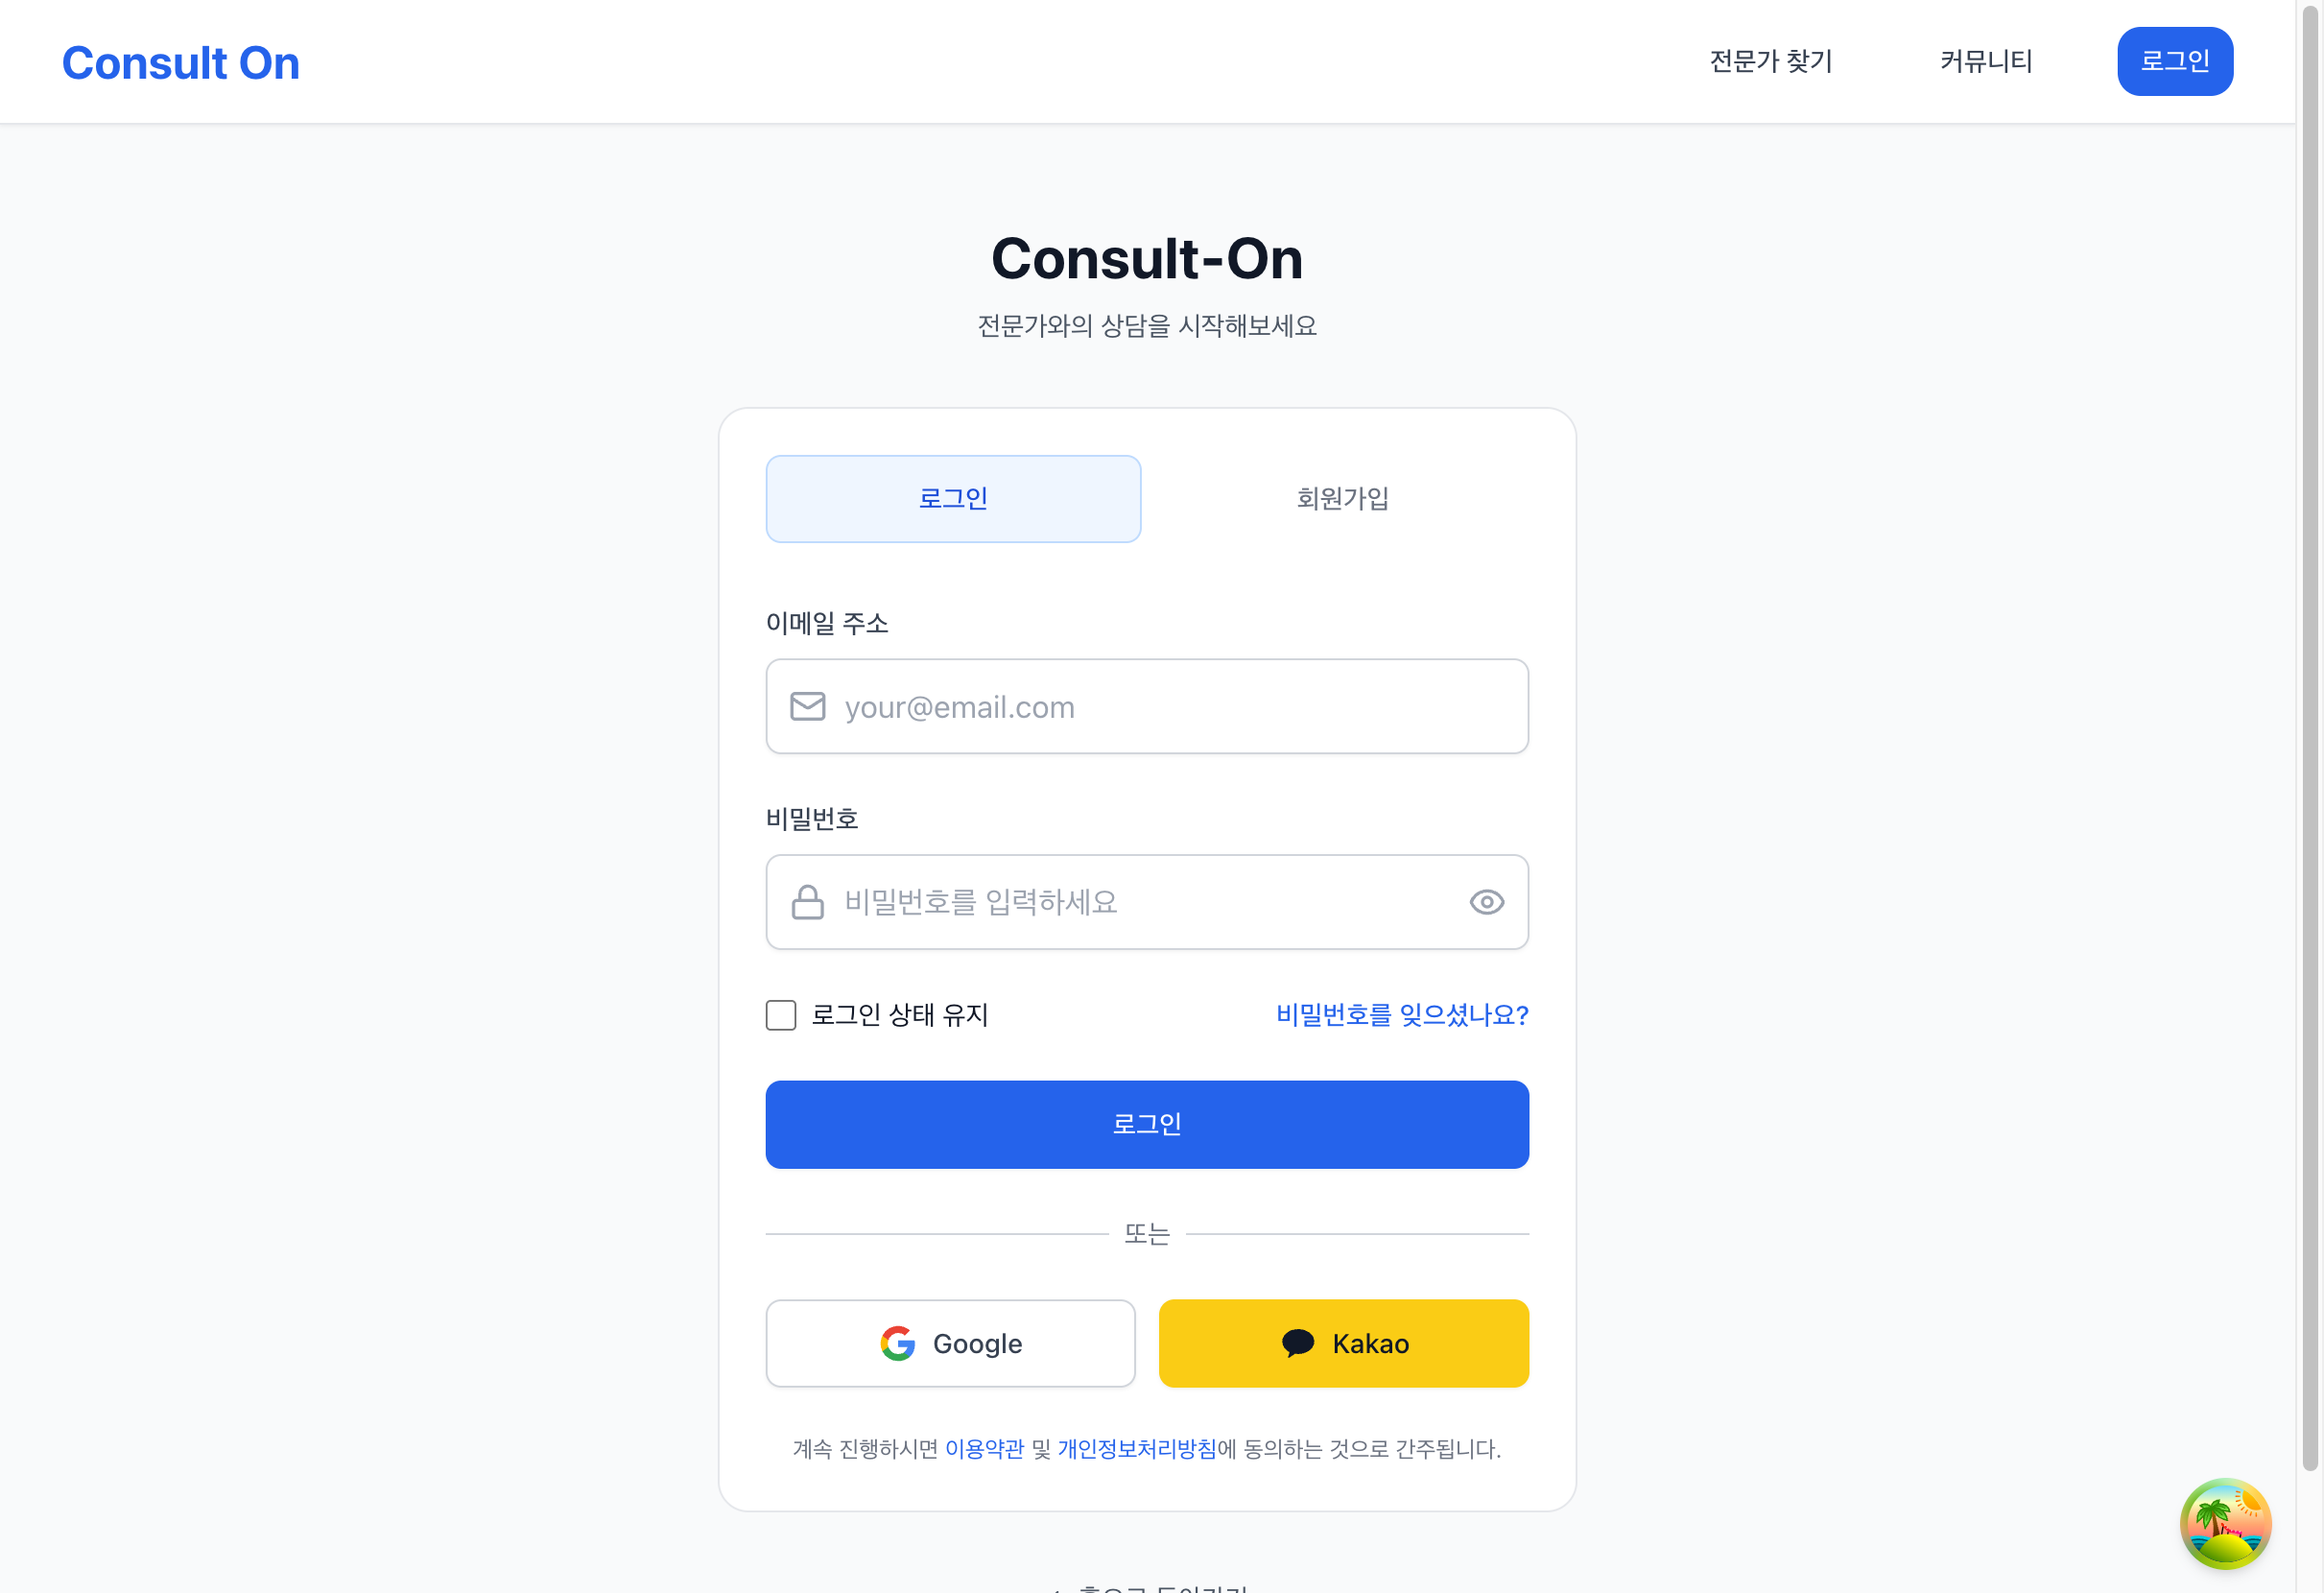 Consult On
전문가 찾기
커뮤니티
로그인
Consult-On
전문가와의 상담을 시작해보세요
로그인
회원가입
이메일 주소
your@email.com
비밀번호
비밀번호를 입력하세요
로그인 상태 유지
비밀번호를 잊으셨나요?
로그인
또는
Google
Kakao
계속 진행하시면 이용약관 및 개인정보처리방침에 동의하는 것으로 간주됩니다.